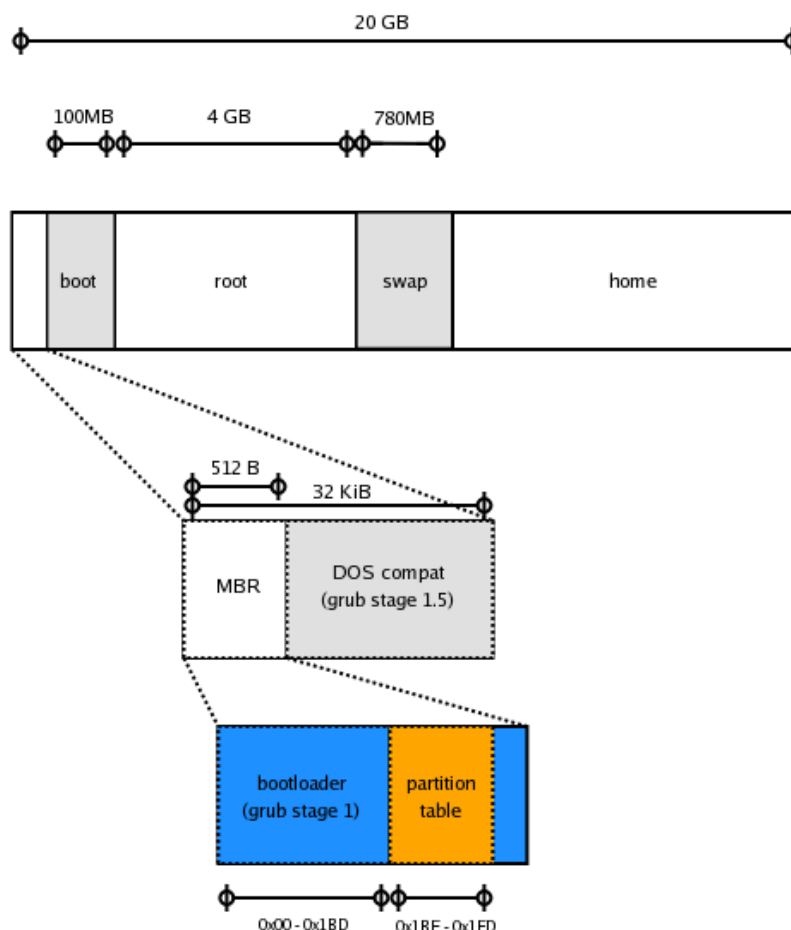 20 GB
100MB 4 GB 780MB
boot root swap home
512 B
32 KiB
MBR
DOS compat
(grub stage 1.5)
bootloader
(grub stage 1)
partition
table
0x00 - 0x1BD 0x1BE - 0x1FD